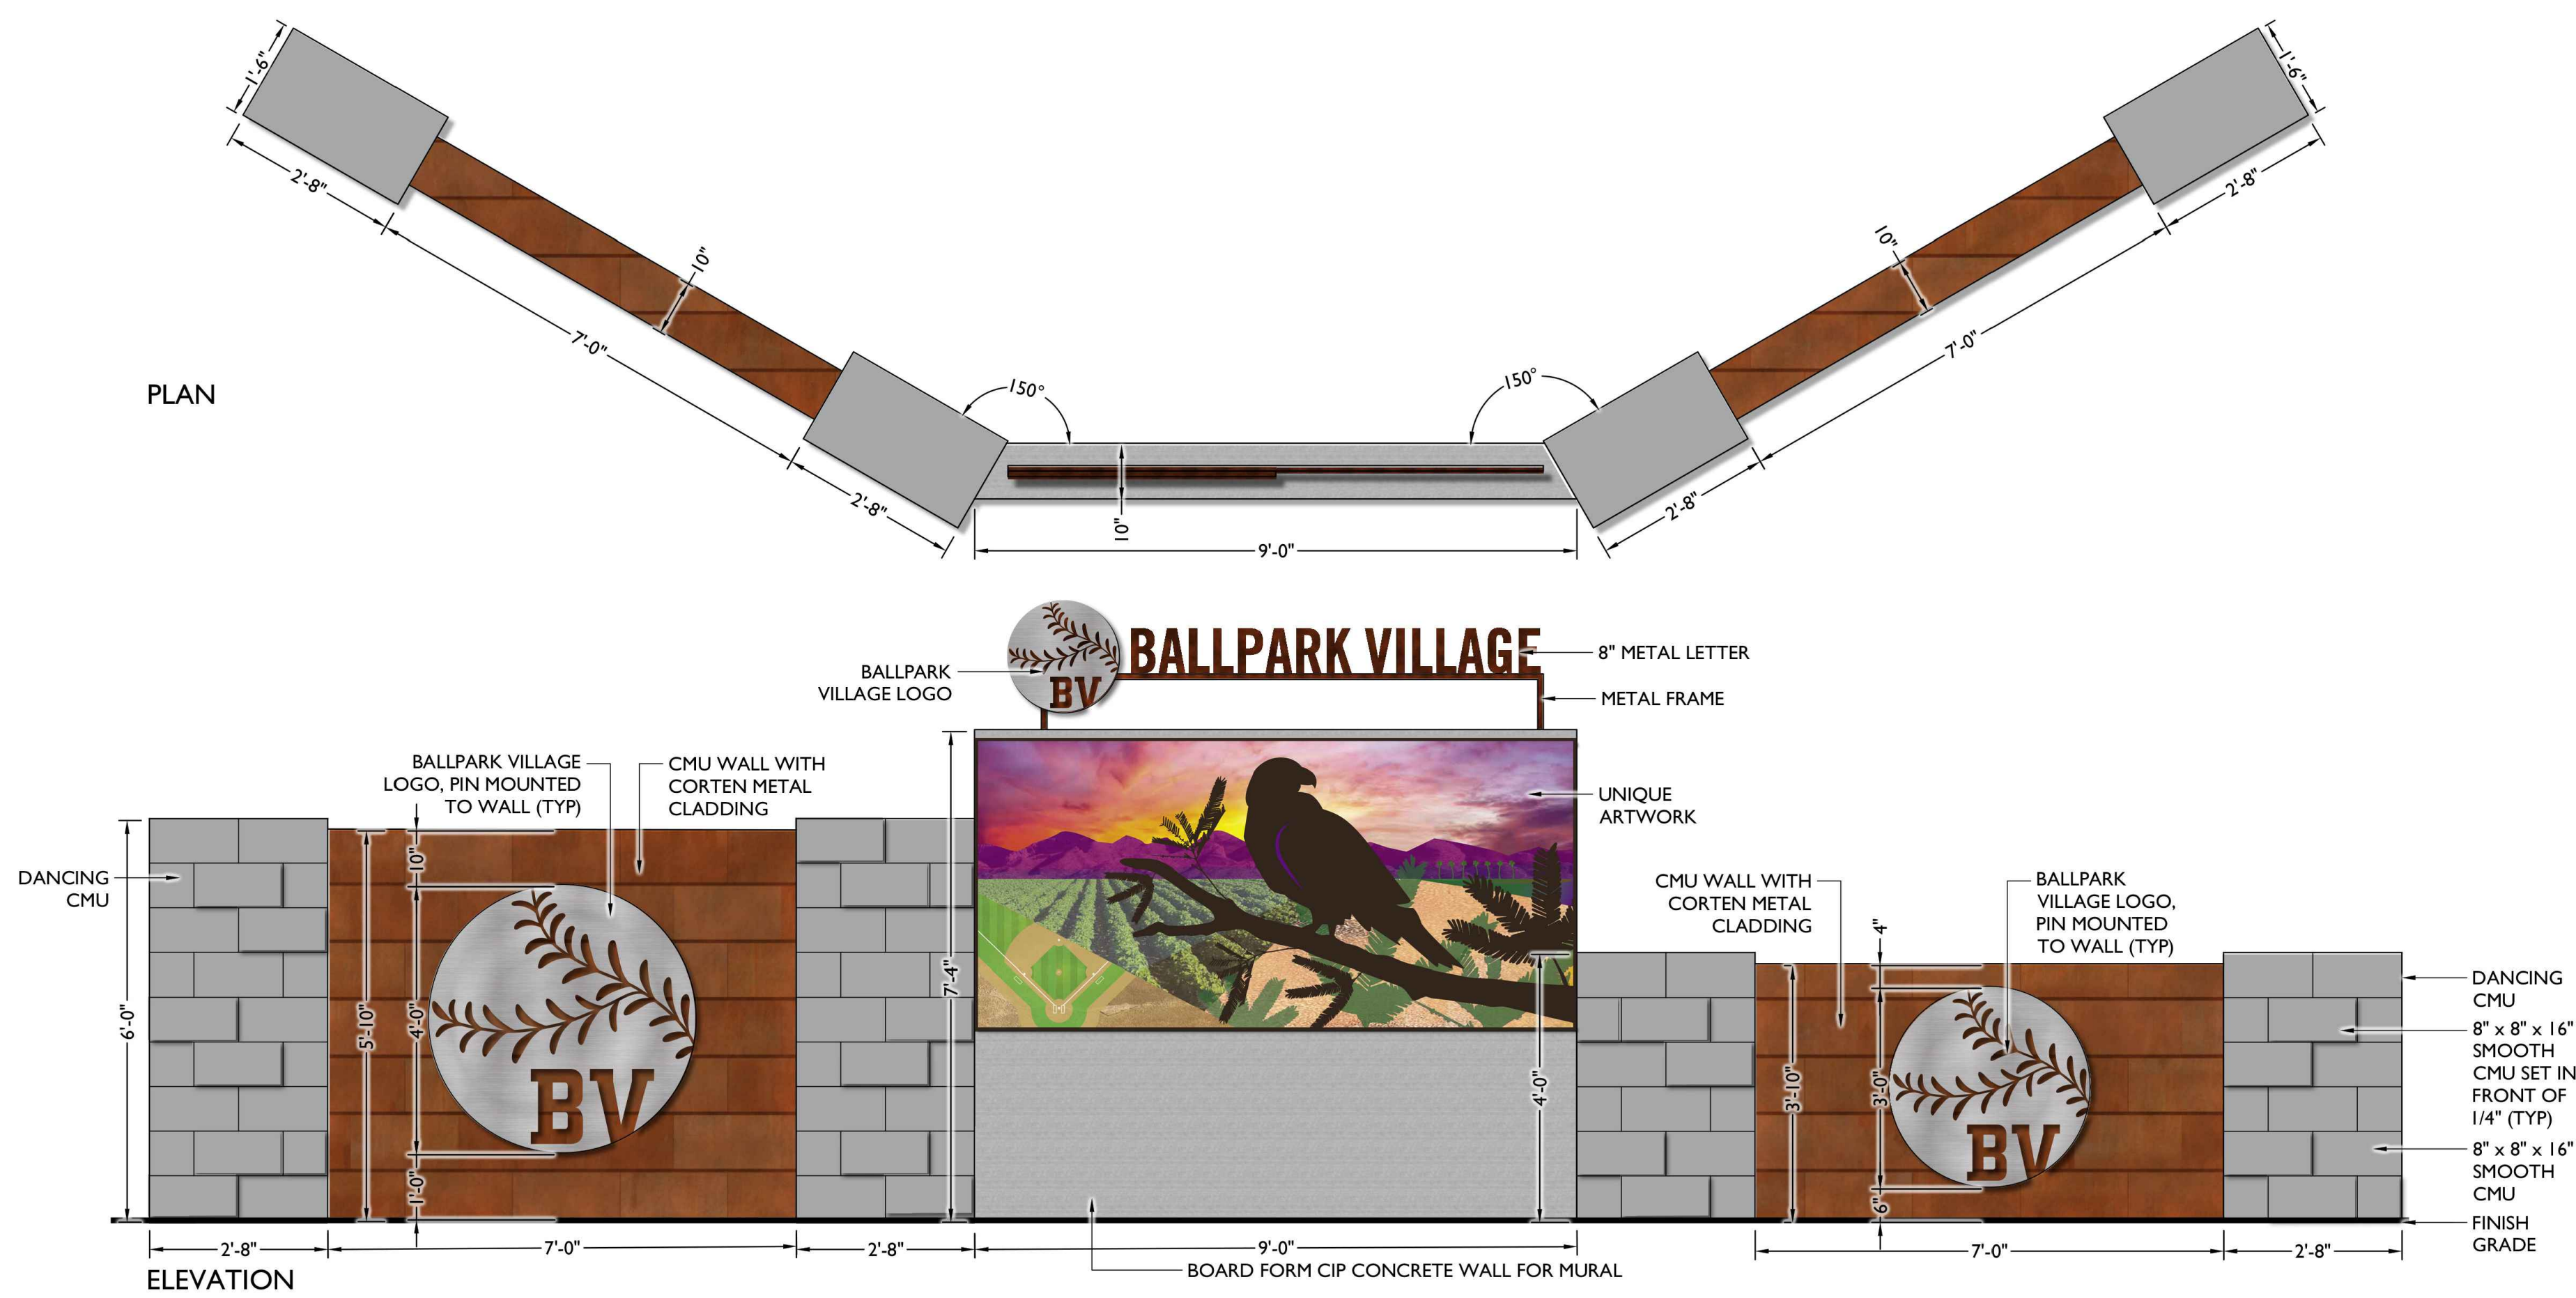 1'-6"
1'-6"
2'-8"
2'-8"
10"
10"
7'-0"
7'-0"
PLAN
150°
150°
2'-8"
2'-8"
10"
9'-0"
BALLPARK VILLAGE
BV
8" METAL LETTER
BALLPARK
VILLAGE LOGO
METAL FRAME
BALLPARK VILLAGE
LOGO, PIN MOUNTED
TO WALL (TYP)
CMU WALL WITH
CORTEN METAL
CLADDING
UNIQUE
ARTWORK
DANCING
CMU
10"
6'-0"
5'-10"
4'-0"
1'-0"
BV
7'-4"
4'-0"
CMU WALL WITH
CORTEN METAL
CLADDING
4"
BALLPARK
VILLAGE LOGO,
PIN MOUNTED
TO WALL (TYP)
3'-10"
3'-0"
6"
BV
DANCING
CMU
8" x 8" x 16"
SMOOTH
CMU SET IN
FRONT OF
1/4" (TYP)
8" x 8" x 16"
SMOOTH
CMU
FINISH
GRADE
2'-8"
7'-0"
2'-8"
9'-0"
7'-0"
2'-8"
BOARD FORM CIP CONCRETE WALL FOR MURAL
ELEVATION